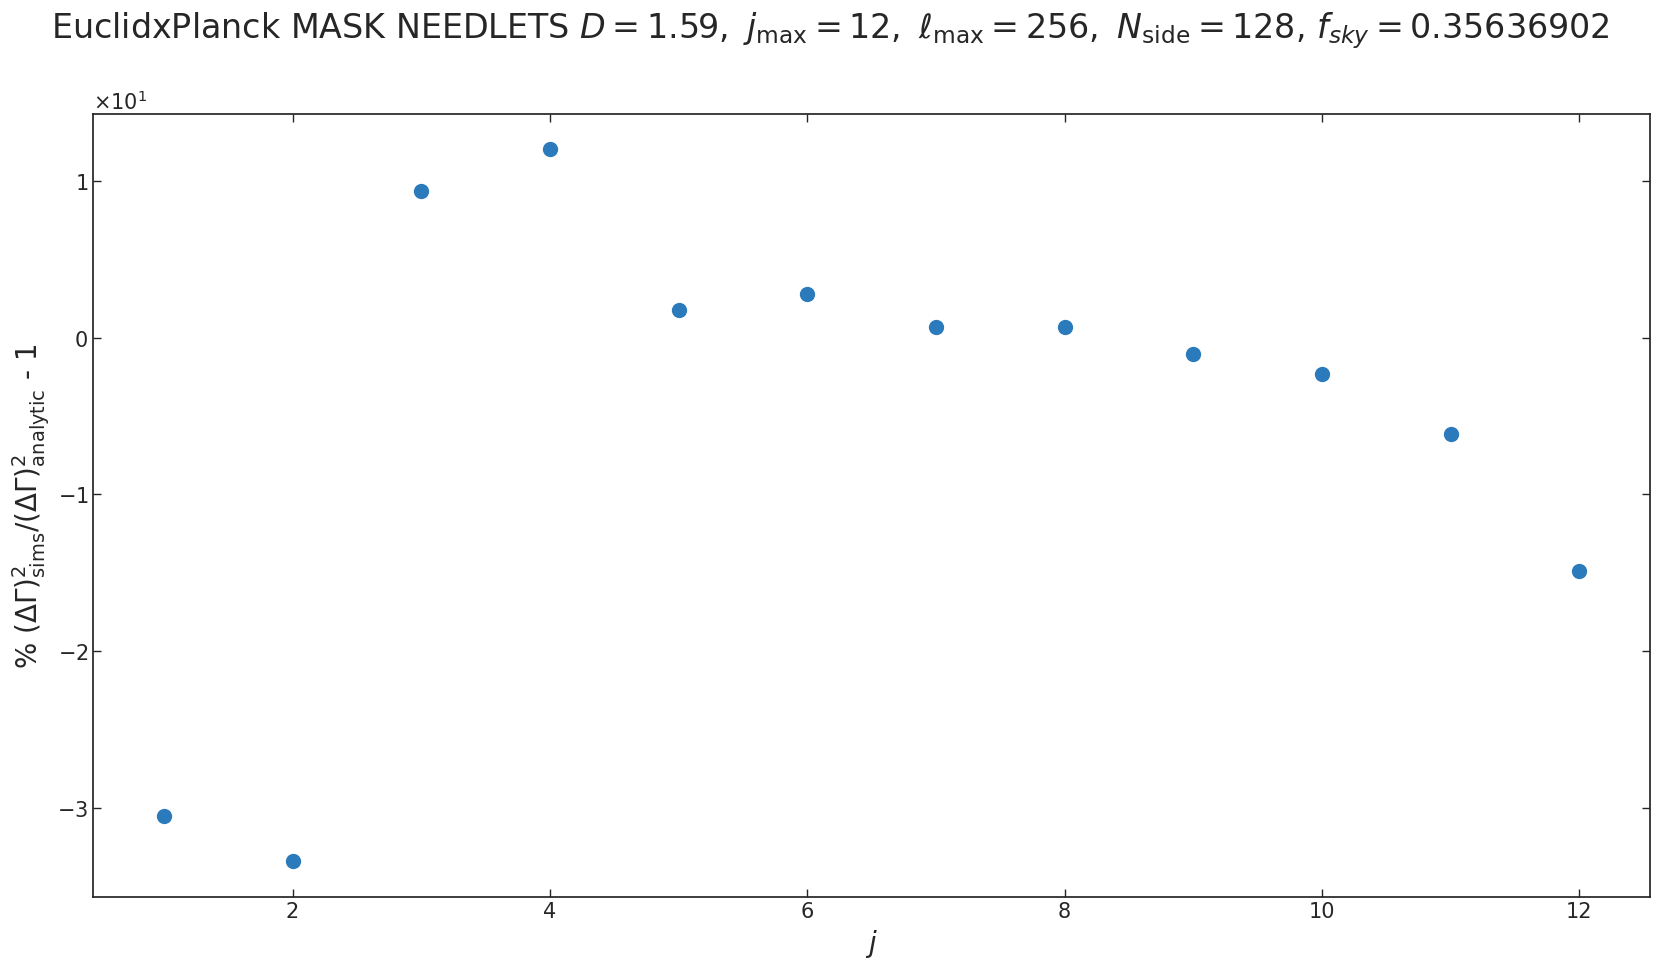 EuclidxPlanck MASK NEEDLETS D = 1.59, j_max = 12, ℓ_max = 256, N_side = 128, f_sky = 0.35636902
×10¹
1
0
−1
−2
−3
% (ΔΓ)²_sims/(ΔΓ)²_analytic - 1
2 4 6 8 10 12
j